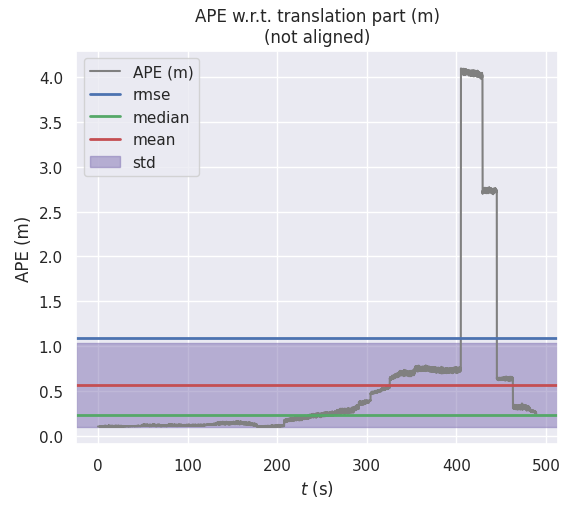 APE w.r.t. translation part (m)
(not aligned)
APE (m)
rmse
median
mean
std
APE (m)
4.0
3.5
3.0
2.5
2.0
1.5
1.0
0.5
0.0
0 100 200 300 400 500
t (s)